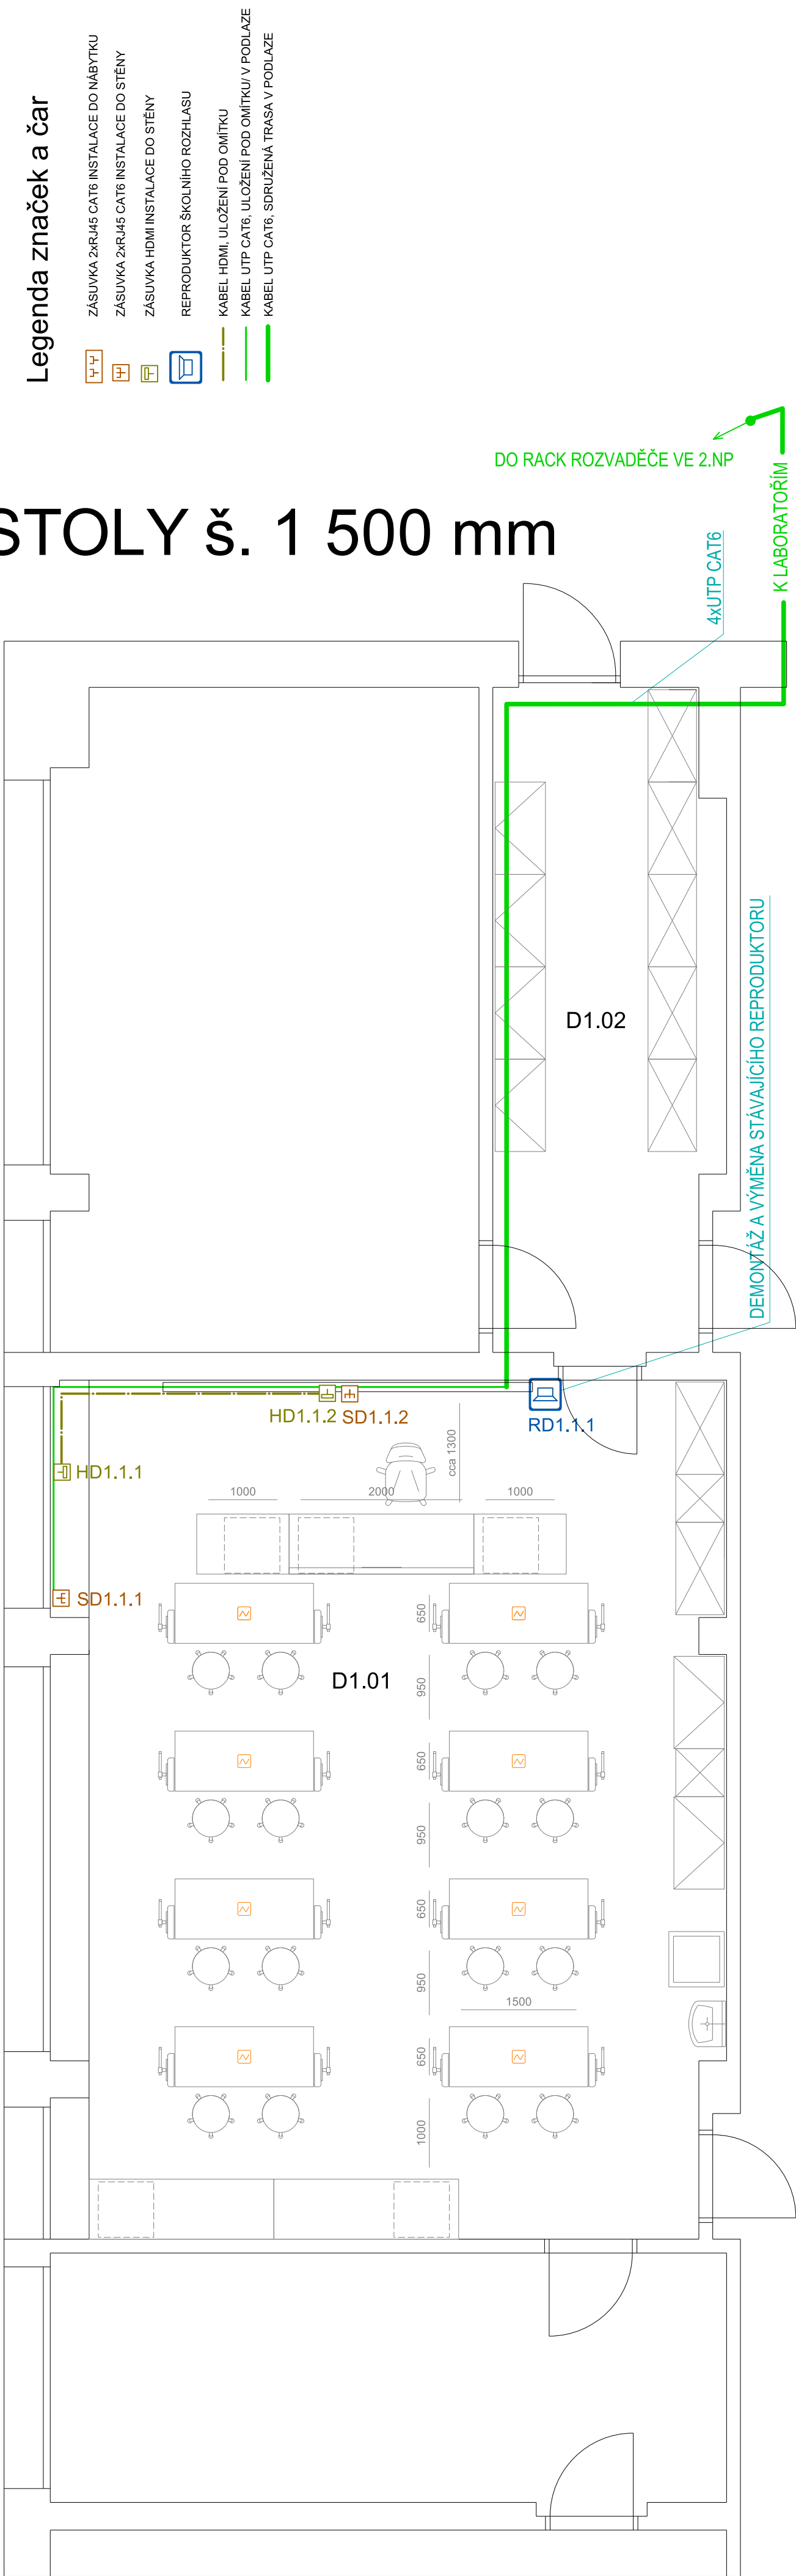 Legenda značek a čar
ZÁSUVKA 2xRJ45 CAT6 INSTALACE DO NÁBYTKU
ZÁSUVKA 2xRJ45 CAT6 INSTALACE DO STĚNY
ZÁSUVKA HDMI INSTALACE DO STĚNY
REPRODUKTOR ŠKOLNÍHO ROZHLASU
KABEL HDMI, ULOŽENÍ POD OMÍTKU
KABEL UTP CAT6, ULOŽENÍ POD OMÍTKU/ V PODLAZE
KABEL UTP CAT6, SDRUŽENÁ TRASA V PODLAZE
DO RACK ROZVADĚČE VE 2.NP
K LABORATOŘÍM
STOLY š. 1 500 mm
4xUTP CAT6
D1.02
DEMONTÁŽ A VÝMĚNA STÁVAJÍCÍHO REPRODUKTORU
HD1.1.2
SD1.1.2
RD1.1.1
HD1.1.1
cca 1300
1000
2000
1000
SD1.1.1
650
D1.01
950
650
950
650
950
1500
650
1000